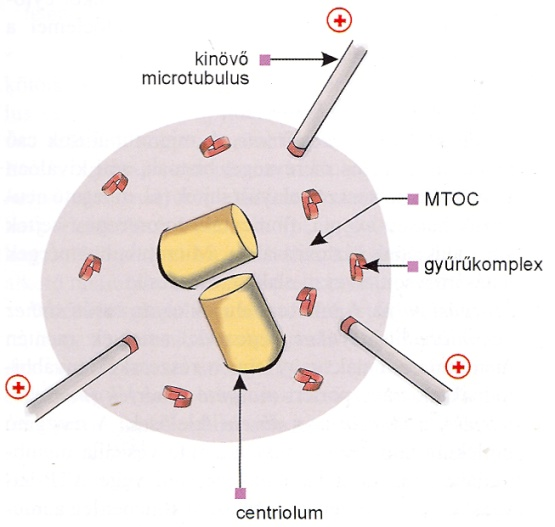 +
kinövő
microtubulus
MTOC
gyűrűkomplex
+
+
centriolum